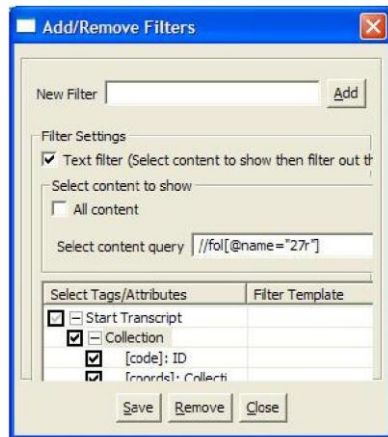 Add/Remove Filters
New Filter
Add
Filter Settings
Text filter (Select content to show then filter out th
Select content to show
All content
Select content query //fol[@name="27r"]
Select Tags/Attributes Filter Template
Start Transcript
Collection
[code]: ID
[coords]: Collecti
Save Remove Close